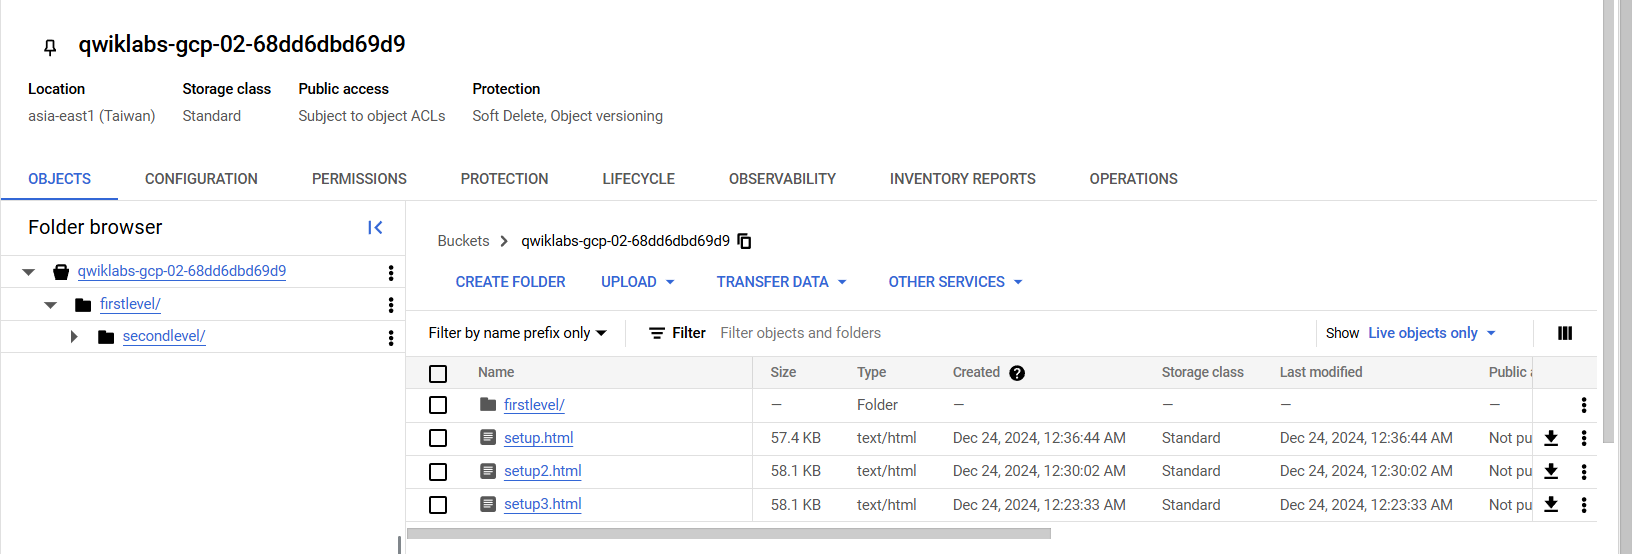 qwiklabs-gcp-02-68dd6dbd69d9
Location Storage class Public access Protection
asia-east1 (Taiwan) Standard Subject to object ACLs Soft Delete, Object versioning
OBJECTS CONFIGURATION PERMISSIONS PROTECTION LIFECYCLE OBSERVABILITY INVENTORY REPORTS OPERATIONS
Folder browser
qwiklabs-gcp-02-68dd6dbd69d9
firstlevel/
secondlevel/
Buckets qwiklabs-gcp-02-68dd6dbd69d9
CREATE FOLDER UPLOAD TRANSFER DATA OTHER SERVICES
Filter by name prefix only Filter Filter objects and folders Show Live objects only
Name Size Type Created Storage class Last modified Public
firstlevel/ — Folder — — — —
setup.html 57.4 KB text/html Dec 24, 2024, 12:36:44 AM Standard Dec 24, 2024, 12:36:44 AM Not pu
setup2.html 58.1 KB text/html Dec 24, 2024, 12:30:02 AM Standard Dec 24, 2024, 12:30:02 AM Not pu
setup3.html 58.1 KB text/html Dec 24, 2024, 12:23:33 AM Standard Dec 24, 2024, 12:23:33 AM Not pu